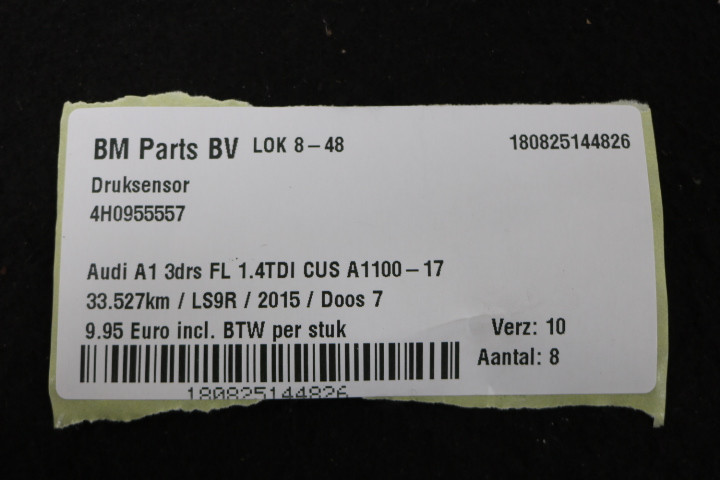 BM Parts BV LOK 8-48 180825144826
Druksensor
4H0955557
Audi A1 3drs FL 1.4TDI CUS A1100-17
33.527km / LS9R / 2015 / Doos 7
9.95 Euro incl. BTW per stuk Verz: 10
Aantal: 8
180825144826